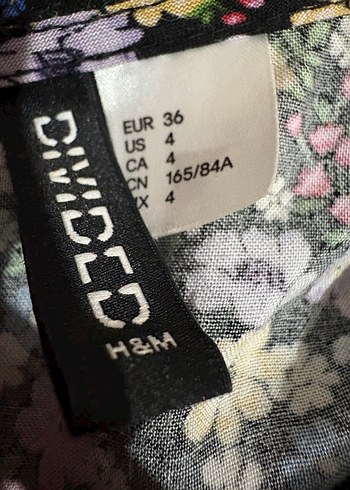 EUR 36
US 4
CA 4
CN 165/84A
MX 4
DIVIDED
H&M